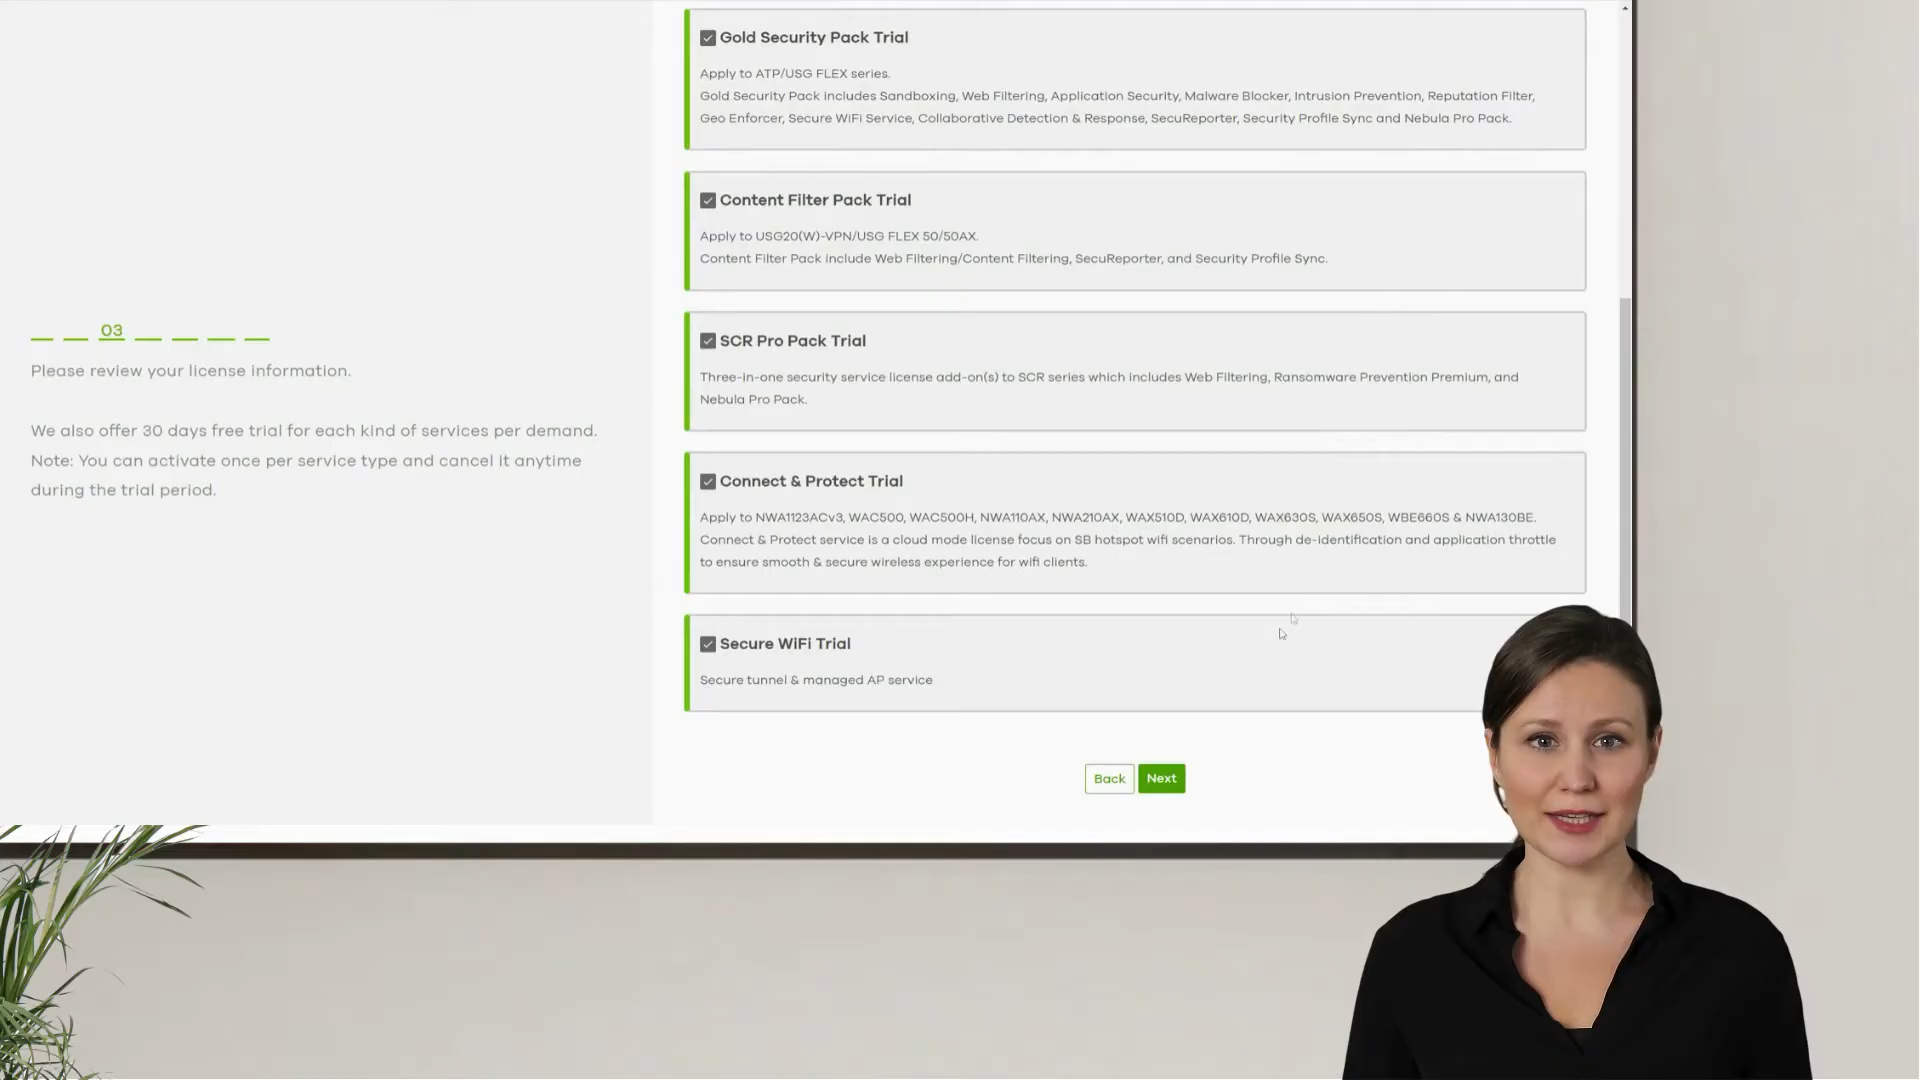 03
Please review your license information.
We also offer 30 days free trial for each kind of services per demand.
Note: You can activate once per service type and cancel it anytime
during the trial period.
Gold Security Pack Trial
Apply to ATP/USG FLEX series.
Gold Security Pack includes Sandboxing, Web Filtering, Application Security, Malware Blocker, Intrusion Prevention, Reputation Filter,
Geo Enforcer, Secure WiFi Service, Collaborative Detection & Response, SecuReporter, Security Profile Sync and Nebula Pro Pack.
Content Filter Pack Trial
Apply to USG20(W)-VPN/USG FLEX 50/50AX.
Content Filter Pack include Web Filtering/Content Filtering, SecuReporter, and Security Profile Sync.
SCR Pro Pack Trial
Three-in-one security service license add-on(s) to SCR series which includes Web Filtering, Ransomware Prevention Premium, and
Nebula Pro Pack.
Connect & Protect Trial
Apply to NWA1123ACv3, WAC500, WAC500H, NWA110AX, NWA210AX, WAX510D, WAX610D, WAX630S, WAX650S, WBE660S & NWA130BE.
Connect & Protect service is a cloud mode license focus on SB hotspot wifi scenarios. Through de-identification and application throttle
to ensure smooth & secure wireless experience for wifi clients.
Secure WiFi Trial
Secure tunnel & managed AP service
Back
Next